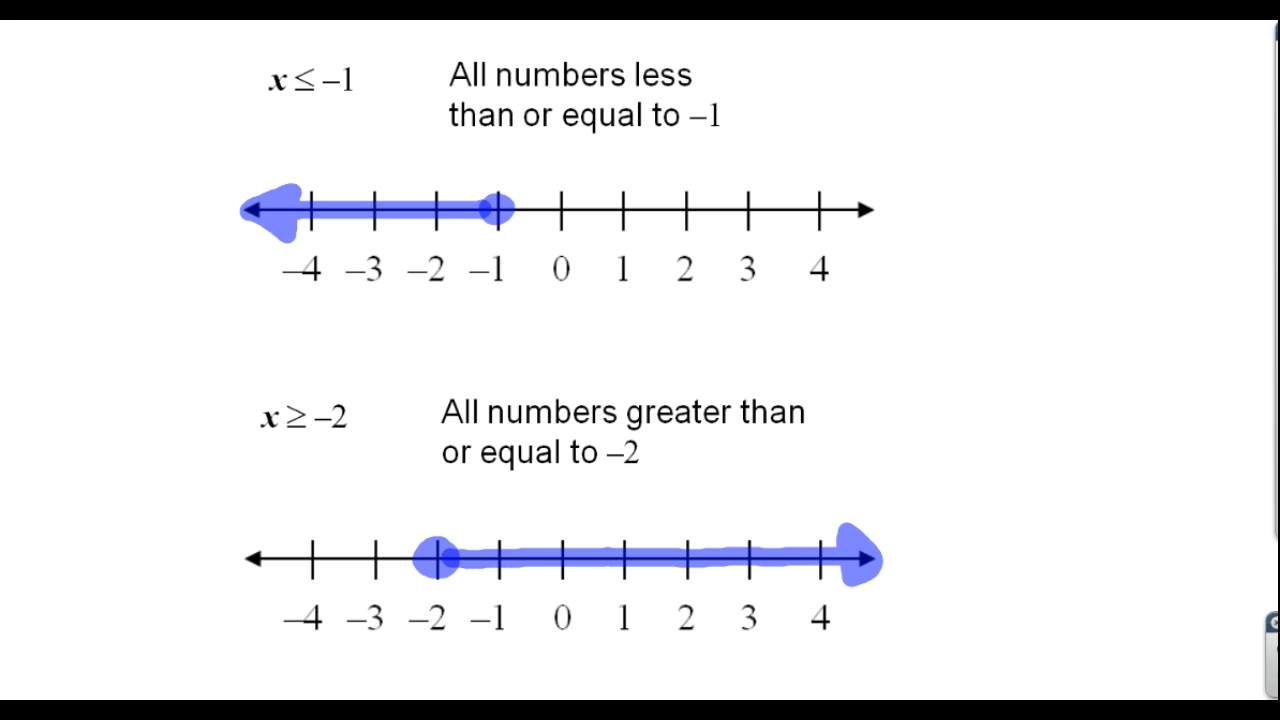 x ≤ –1
All numbers less
than or equal to –1
–4 –3 –2 –1 0 1 2 3 4
x ≥ –2
All numbers greater than
or equal to –2
–4 –3 –2 –1 0 1 2 3 4